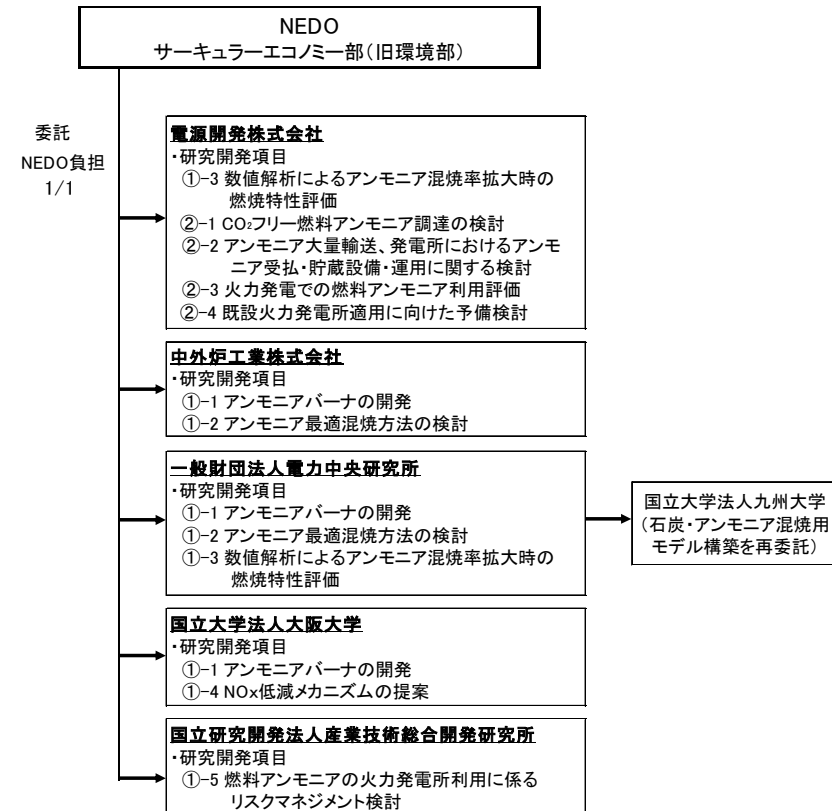 NEDO
サーキュラーエコノミー部(旧環境部)
委託
NEDO負担
1/1
電源開発株式会社
・研究開発項目
①-3 数値解析によるアンモニア混焼率拡大時の
燃焼特性評価
②-1 CO₂フリー燃料アンモニア調達の検討
②-2 アンモニア大量輸送、発電所におけるアンモ
ニア受払・貯蔵設備・運用に関する検討
②-3 火力発電での燃料アンモニア利用評価
②-4 既設火力発電所適用に向けた予備検討
中外炉工業株式会社
・研究開発項目
①-1 アンモニアバーナの開発
①-2 アンモニア最適混焼方法の検討
一般財団法人電力中央研究所
・研究開発項目
①-1 アンモニアバーナの開発
①-2 アンモニア最適混焼方法の検討
①-3 数値解析によるアンモニア混焼率拡大時の
燃焼特性評価
国立大学法人九州大学
(石炭・アンモニア混焼用
モデル構築を再委託)
国立大学法人大阪大学
・研究開発項目
①-1 アンモニアバーナの開発
①-4 NOx低減メカニズムの提案
国立研究開発法人産業技術総合開発研究所
・研究開発項目
①-5 燃料アンモニアの火力発電所利用に係る
リスクマネジメント検討